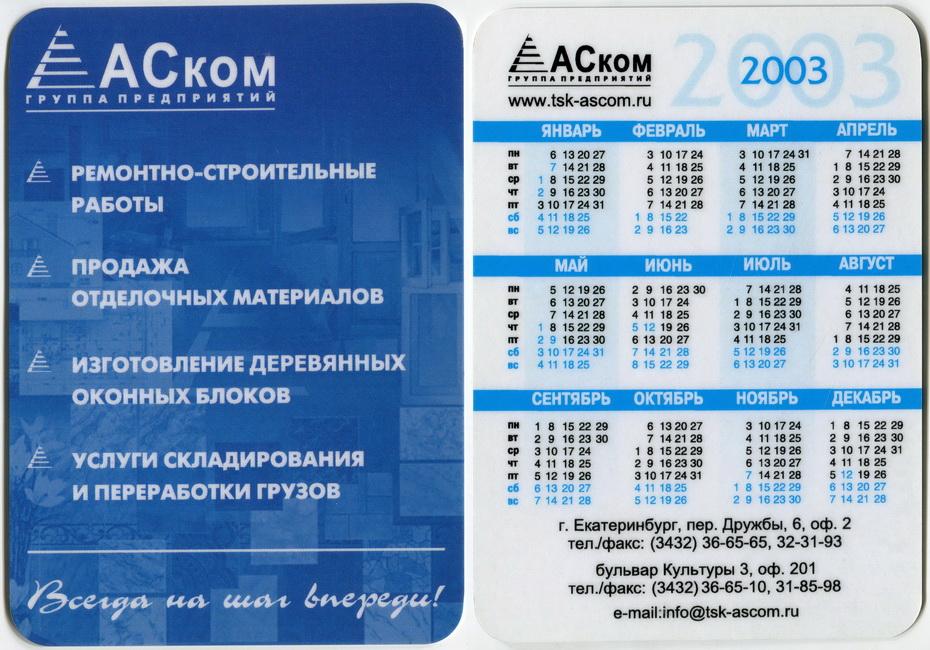 АСком
ГРУППА ПРЕДПРИЯТИЙ
РЕМОНТНО-СТРОИТЕЛЬНЫЕ
РАБОТЫ
ПРОДАЖА
ОТДЕЛОЧНЫХ МАТЕРИАЛОВ
ИЗГОТОВЛЕНИЕ ДЕРЕВЯННЫХ
ОКОННЫХ БЛОКОВ
УСЛУГИ СКЛАДИРОВАНИЯ
И ПЕРЕРАБОТКИ ГРУЗОВ
Всегда на шаг впереди!
АСком
ГРУППА ПРЕДПРИЯТИЙ
www.tsk-ascom.ru
2003
2003
ЯНВАРЬ ФЕВРАЛЬ МАРТ АПРЕЛЬ
пн 6 13 20 27 3 10 17 24 3 10 17 24 31 7 14 21 28
вт 7 14 21 28 4 11 18 25 4 11 18 25 1 8 15 22 29
ср 1 8 15 22 29 5 12 19 26 5 12 19 26 2 9 16 23 30
чт 2 9 16 23 30 6 13 20 27 6 13 20 27 3 10 17 24
пт 3 10 17 24 31 7 14 21 28 7 14 21 28 4 11 18 25
сб 4 11 18 25 1 8 15 22 1 8 15 22 29 5 12 19 26
вс 5 12 19 26 2 9 16 23 2 9 16 23 30 6 13 20 27
МАЙ ИЮНЬ ИЮЛЬ АВГУСТ
пн 5 12 19 26 2 9 16 23 30 7 14 21 28 4 11 18 25
вт 6 13 20 27 3 10 17 24 1 8 15 22 29 5 12 19 26
ср 7 14 21 28 4 11 18 25 2 9 16 23 30 6 13 20 27
чт 1 8 15 22 29 5 12 19 26 3 10 17 24 31 7 14 21 28
пт 2 9 16 23 30 6 13 20 27 4 11 18 25 1 8 15 22 29
сб 3 10 17 24 31 7 14 21 28 5 12 19 26 2 9 16 23 30
вс 4 11 18 25 8 15 22 29 6 13 20 27 3 10 17 24 31
СЕНТЯБРЬ ОКТЯБРЬ НОЯБРЬ ДЕКАБРЬ
пн 1 8 15 22 29 6 13 20 27 3 10 17 24 1 8 15 22 29
вт 2 9 16 23 30 7 14 21 28 4 11 18 25 2 9 16 23 30
ср 3 10 17 24 1 8 15 22 29 5 12 19 26 3 10 17 24 31
чт 4 11 18 25 2 9 16 23 30 6 13 20 27 4 11 18 25
пт 5 12 19 26 3 10 17 24 31 7 14 21 28 5 12 19 26
сб 6 13 20 27 4 11 18 25 1 8 15 22 29 6 13 20 27
вс 7 14 21 28 5 12 19 26 2 9 16 23 30 7 14 21 28
г. Екатеринбург, пер. Дружбы, 6, оф. 2
тел./факс: (3432) 36-65-65, 32-31-93
бульвар Культуры 3, оф. 201
тел./факс: (3432) 36-65-10, 31-85-98
e-mail:info@tsk-ascom.ru